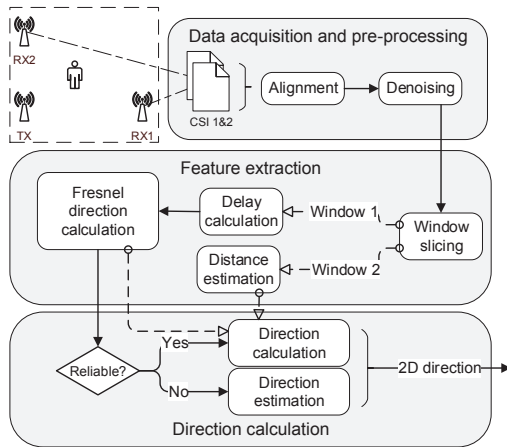 RX2
TX
RX1
Data acquisition and pre-processing
CSI 1&2
Alignment
Denoising
Feature extraction
Fresnel
direction
calculation
Delay
calculation
Window 1
Window
slicing
Distance
estimation
Window 2
Reliable?
Yes
No
Direction
calculation
Direction
estimation
2D direction
Direction calculation